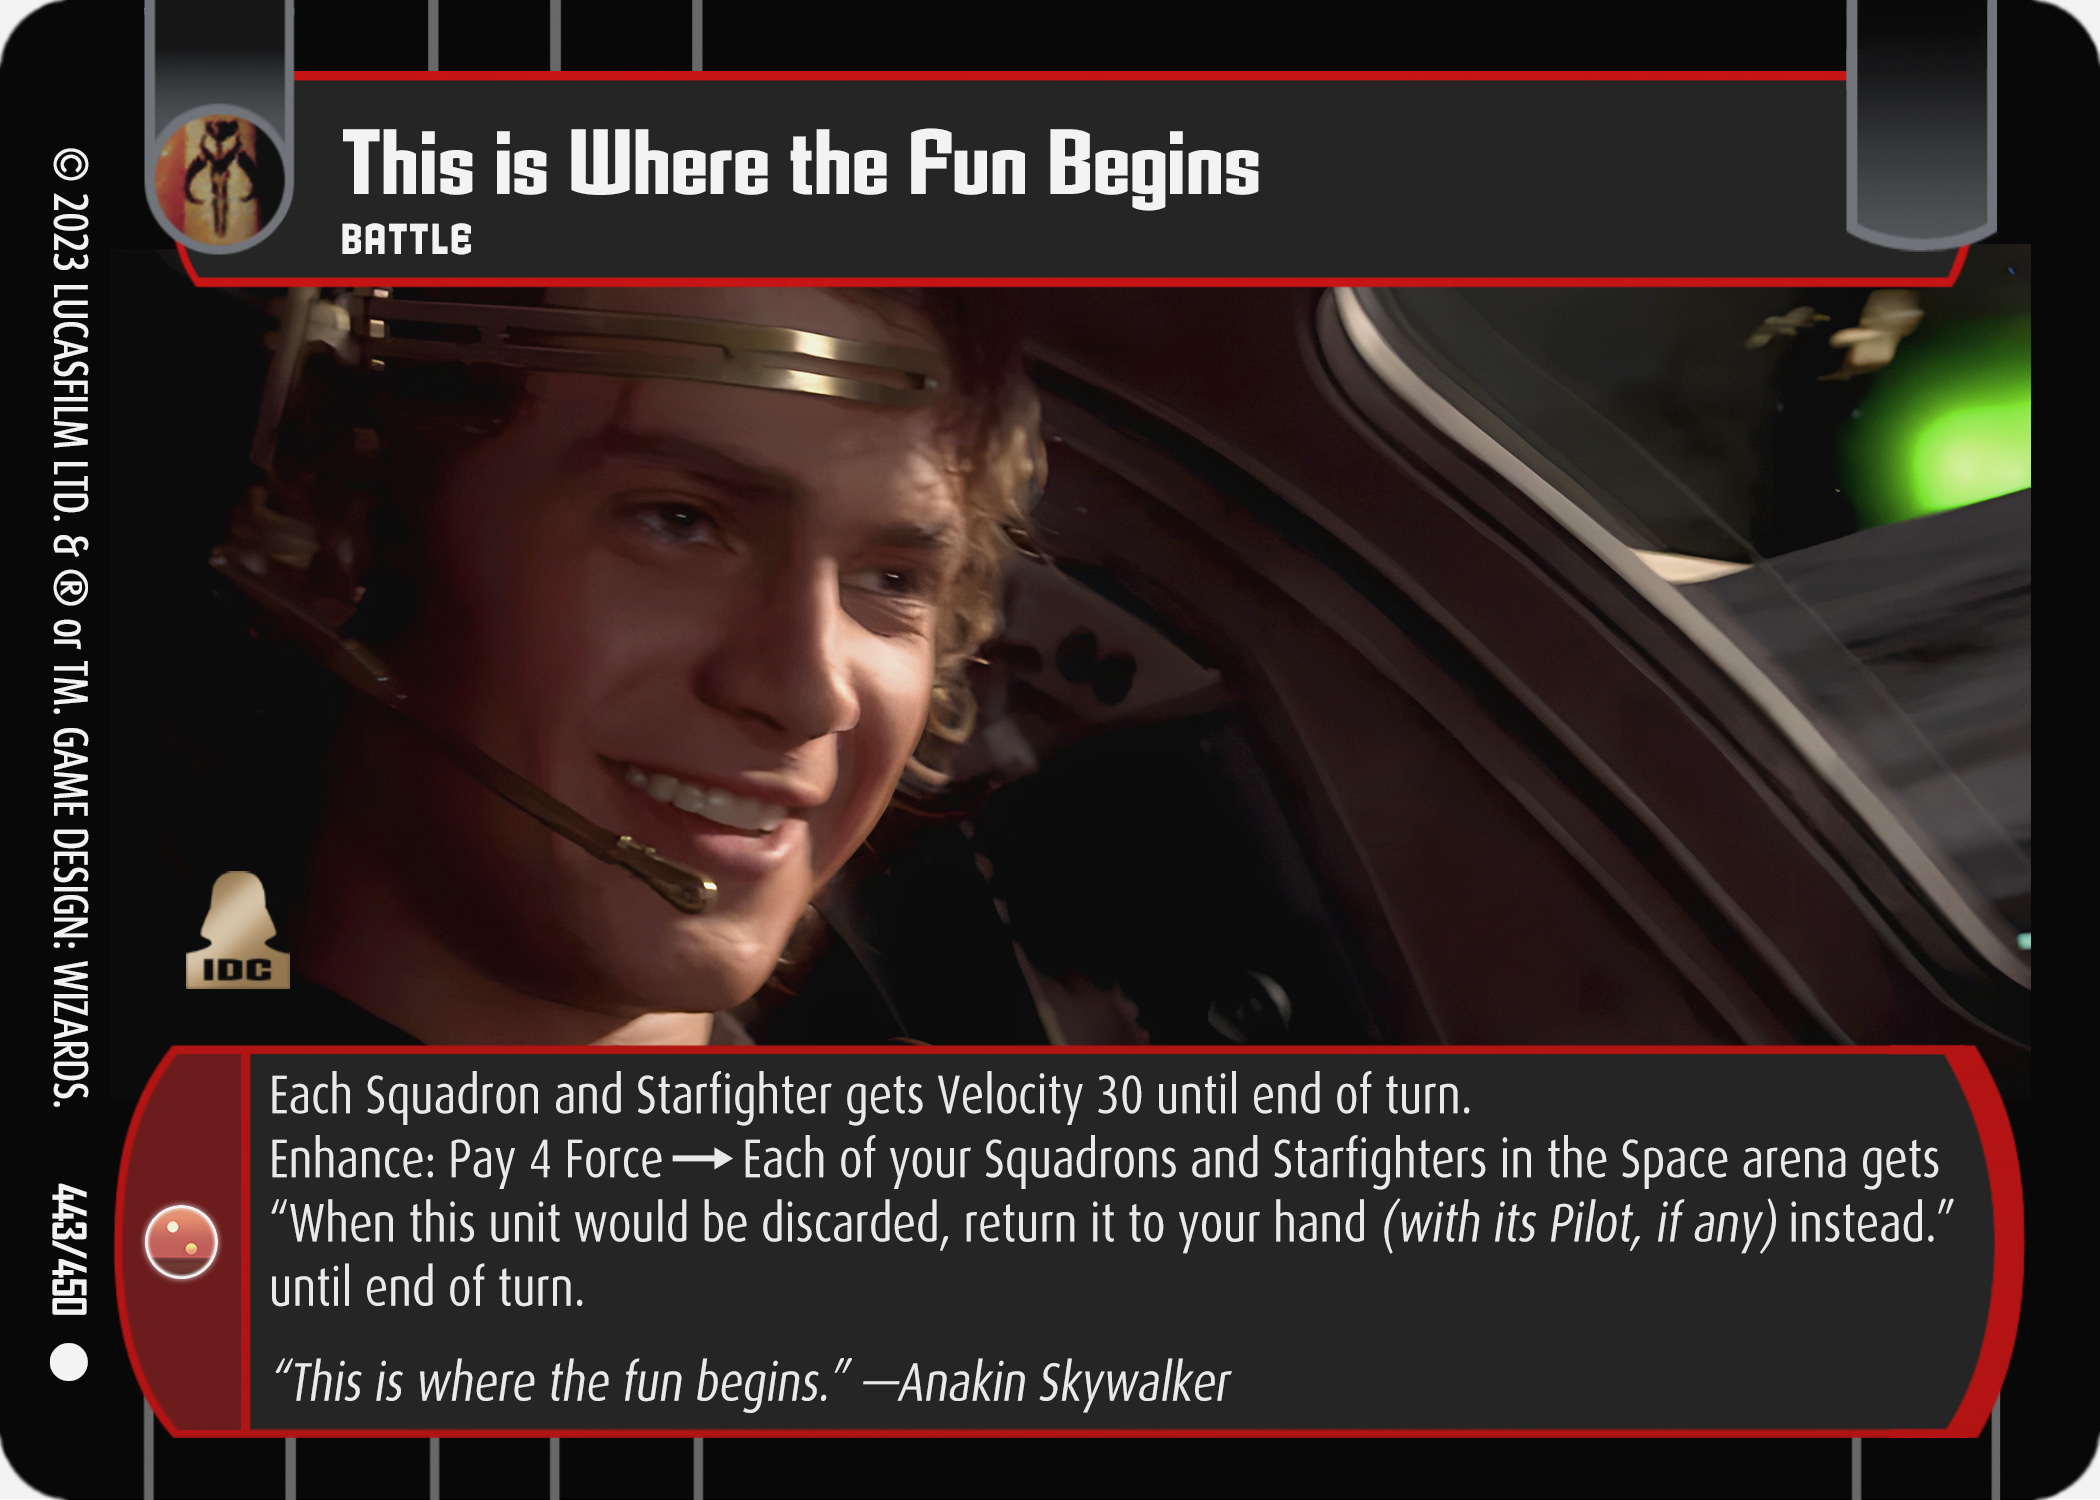 This is Where the Fun Begins
BATTLE
© 2023 LUCASFILM LTD. & ® or TM. GAME DESIGN: WIZARDS.
443/450
IDC
Each Squadron and Starfighter gets Velocity 30 until end of turn.
Enhance: Pay 4 Force → Each of your Squadrons and Starfighters in the Space arena gets
“When this unit would be discarded, return it to your hand (with its Pilot, if any) instead.”
until end of turn.
“This is where the fun begins.” —Anakin Skywalker